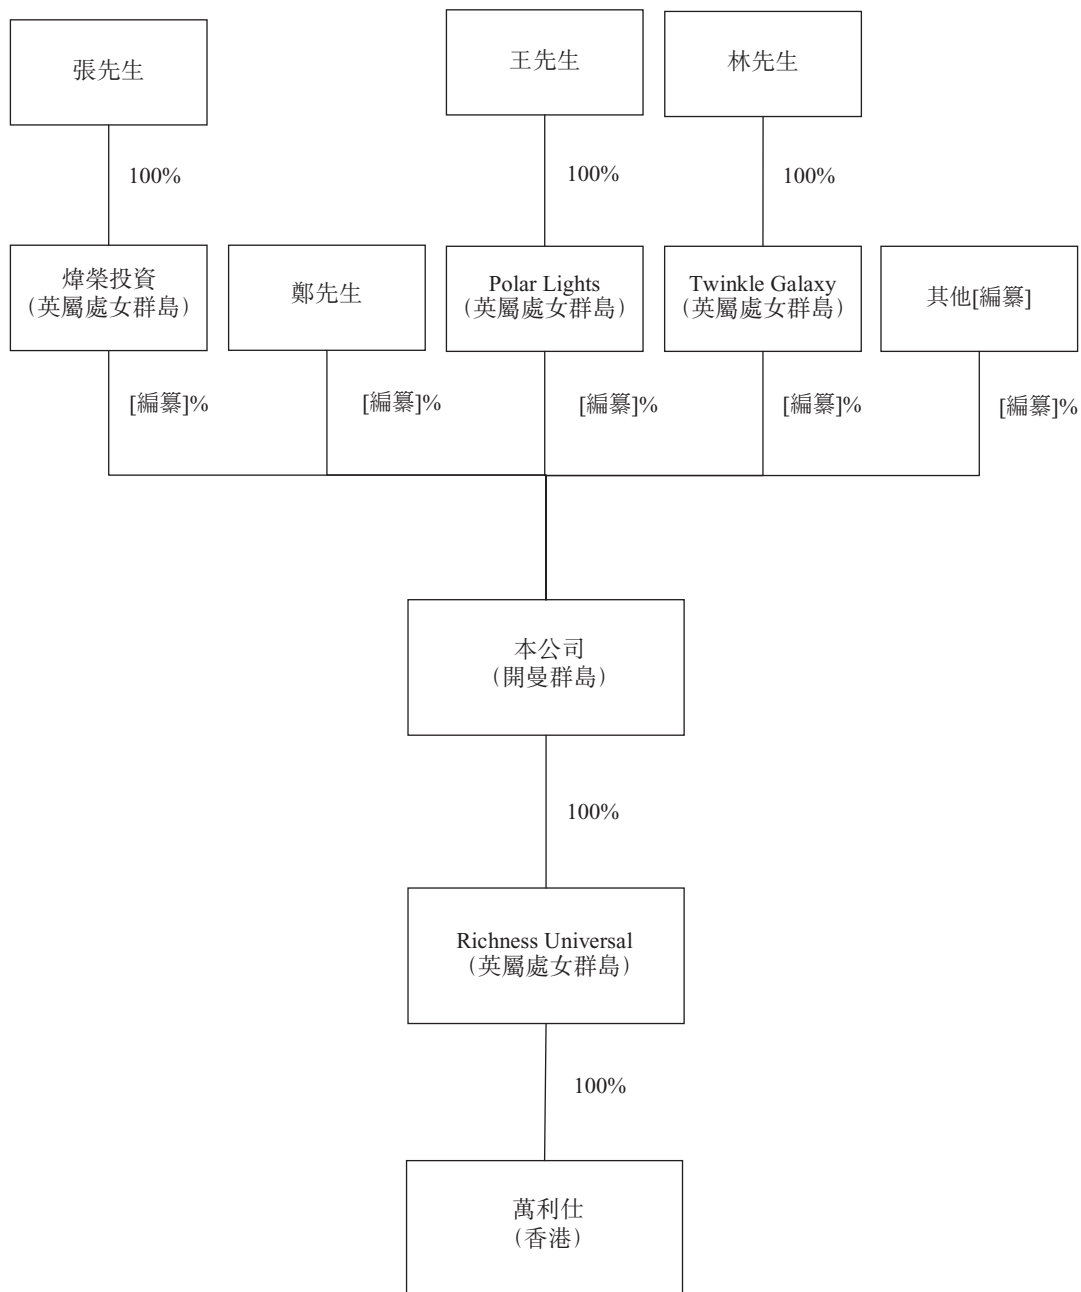 張先生
王先生
林先生
100%
100%
100%
煒榮投資
（英屬處女群島）
鄭先生
Polar Lights
（英屬處女群島）
Twinkle Galaxy
（英屬處女群島）
其他[編纂]
[編纂]%
[編纂]%
[編纂]%
[編纂]%
[編纂]%
本公司
（開曼群島）
100%
Richness Universal
（英屬處女群島）
100%
萬利仕
（香港）